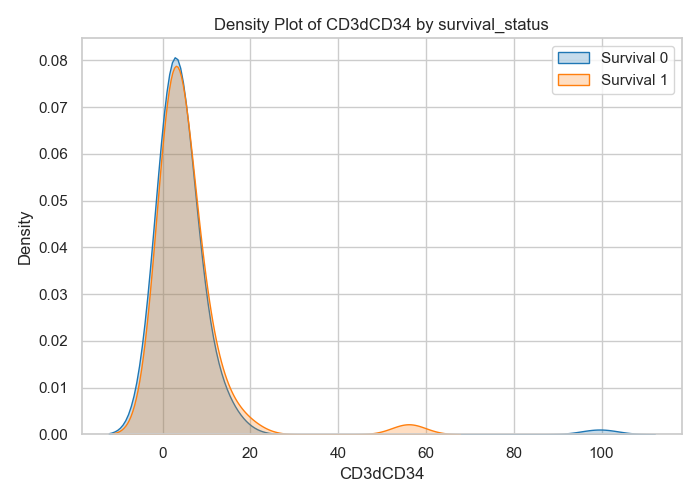 Density Plot of CD3dCD34 by survival_status
Survival 0
Survival 1
Density
0.08
0.07
0.06
0.05
0.04
0.03
0.02
0.01
0.00
0 20 40 60 80 100
CD3dCD34